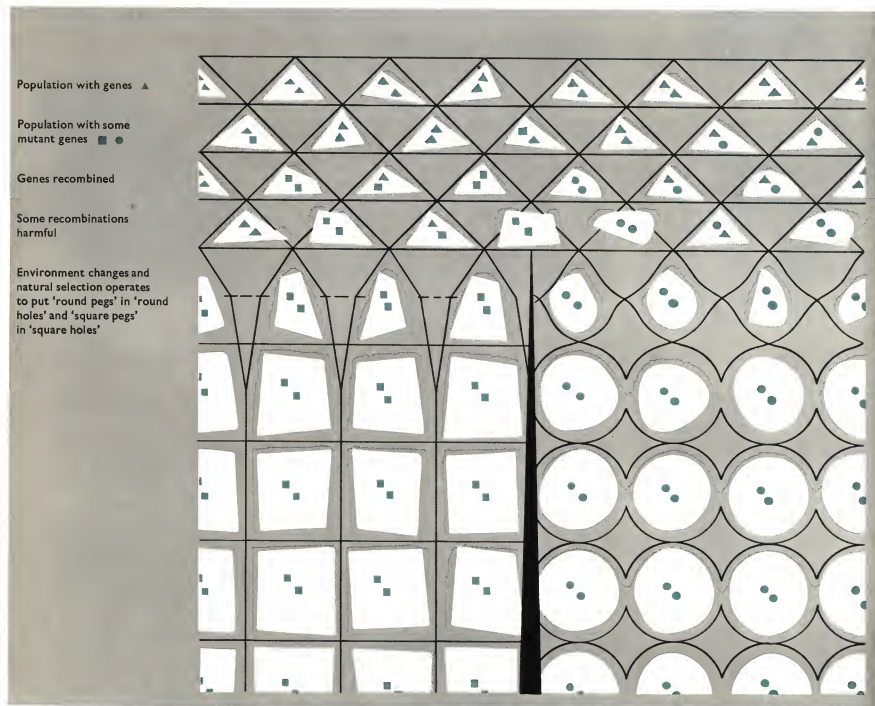 Population with genes ▲
Population with some
mutant genes ■ ●
Genes recombined
Some recombinations
harmful
Environment changes and
natural selection operates
to put ‘round pegs’ in ‘round
holes’ and ‘square pegs’
in ‘square holes’